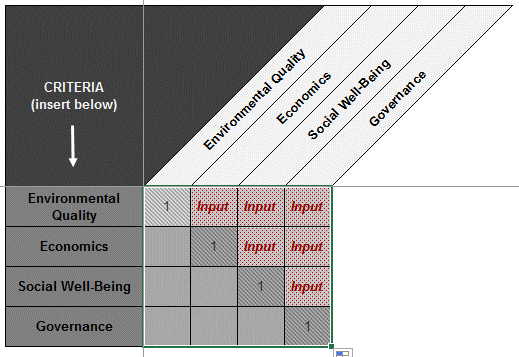 Environmental Quality
Economics
Social Well-Being
Governance
CRITERIA
(insert below)
Environmental
Quality
1 Input Input Input
Economics
1 Input Input
Social Well-Being
1 Input
Governance
1